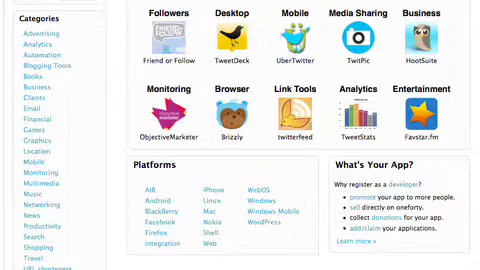 Categories
Advertising
Analytics
Automation
Blogging Tools
Books
Business
Clients
Email
Financial
Games
Graphics
Location
Mobile
Monitoring
Multimedia
Music
Networking
News
Productivity
Search
Shopping
Travel
URL shorteners
Followers Desktop Mobile Media Sharing Business
Friend or Follow TweetDeck UberTwitter TwitPic HootSuite
Monitoring Browser Link Tools Analytics Entertainment
ObjectiveMarketer Brizzly twitterfeed TweetStats Favstar.fm
Platforms
AIR iPhone WebOS
Android Linux Windows
BlackBerry Mac Windows Mobile
Facebook Nokia WordPress
Firefox Shell
Integration Web
What's Your App?
Why register as a developer?
promote your app to more people.
sell directly on oneforty.
collect donations for your app.
add/claim your applications.
Learn more »